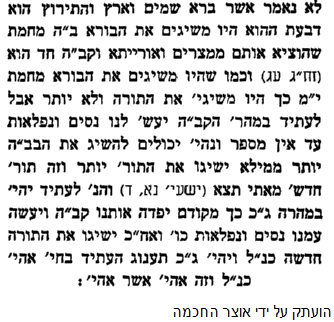 לא נאמר אשר ברא שמים וארץ והתירוץ הוא
דבעת ההוא היו משיגים את הבורא ב״ה מחמת
שהוציא אותם ממצרים ואורייתא וקב״ה חד הוא
(זח״ג עג) וכמו שהיו משיגים את הבורא מחמת
י״מ כך היו משיגי׳ את התורה ולא יותר אבל
לעתיד במהר׳ הקב״ה יעש׳ לנו נסים ונפלאות
עד אין מספר ונהי׳ יכולים להשיג את הבב״ה
יותר ממילא ישיגו את התור׳ יותר וזה תור׳
חדש׳ מאתי תצא (ישעי׳ נא, ד) והנ׳ לעתיד יהי׳
במהרה ג״כ כך מקודם יפדה אותנו קב״ה ויעשה
עמנו נסים ונפלאות כו׳ ואח״כ ישיגו את התורה
חדשה כנ״ל ויהי׳ ג״כ תענוג העתיד בחי׳ אהי׳
כנ״ל וזה אהי׳ אשר אהי׳:
הועתק על ידי אוצר החכמה